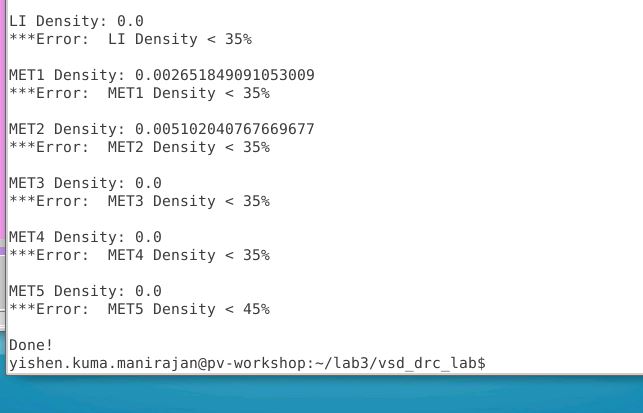 LI Density: 0.0
***Error:  LI Density < 35%
MET1 Density: 0.002651849091053009
***Error:  MET1 Density < 35%
MET2 Density: 0.005102040767669677
***Error:  MET2 Density < 35%
MET3 Density: 0.0
***Error:  MET3 Density < 35%
MET4 Density: 0.0
***Error:  MET4 Density < 35%
MET5 Density: 0.0
***Error:  MET5 Density < 45%
Done!
yishen.kuma.manirajan@pv-workshop:~/lab3/vsd_drc_lab$